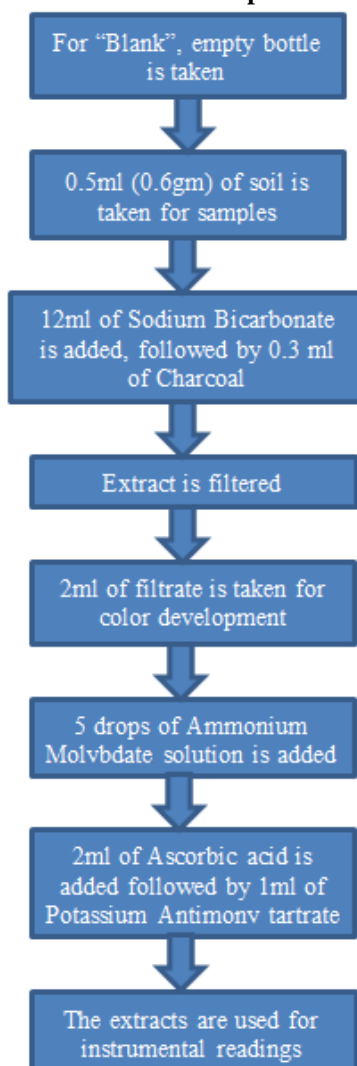 For “Blank”, empty bottle
is taken
0.5ml (0.6gm) of soil is
taken for samples
12ml of Sodium Bicarbonate
is added, followed by 0.3 ml
of Charcoal
Extract is filtered
2ml of filtrate is taken for
color development
5 drops of Ammonium
Molvbdate solution is added
2ml of Ascorbic acid is
added followed by 1ml of
Potassium Antimonv tartrate
The extracts are used for
instrumental readings